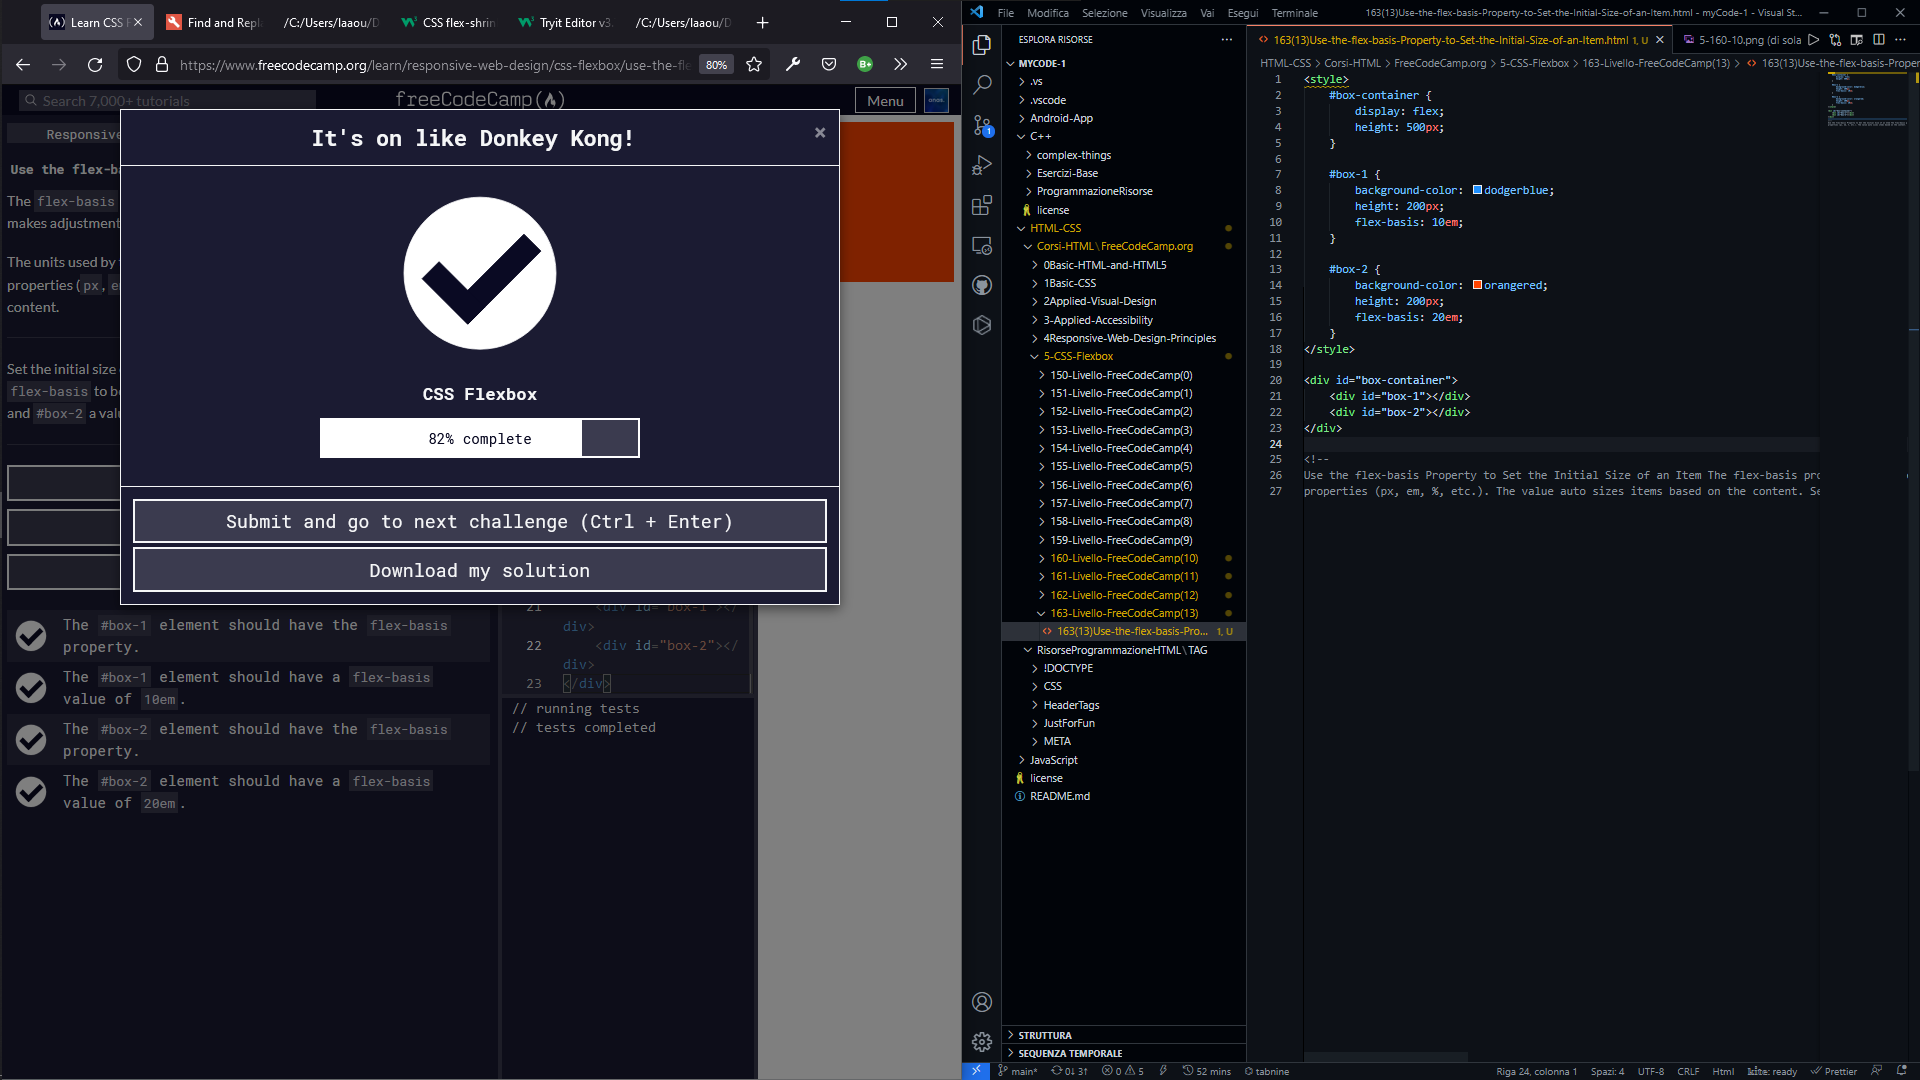 Learn CSS F
Find and Repla
/C:/Users/laaou/D
CSS flex-shrin
Tryit Editor v3.
/C:/Users/laaou/D
https://www.freecodecamp.org/learn/responsive-web-design/css-flexbox/use-the-fle
80%
Search 7,000+ tutorials
freeCodeCamp
Menu
Responsive
Use the flex-ba
The flex-basis
makes adjustment
The units used by
properties (px, e
content.
Set the initial size
flex-basis to b
and #box-2 a valu
It's on like Donkey Kong!
×
CSS Flexbox
82% complete
Submit and go to next challenge (Ctrl + Enter)
Download my solution
The #box-1 element should have the flex-basis
property.
The #box-1 element should have a flex-basis
value of 10em.
The #box-2 element should have the flex-basis
property.
The #box-2 element should have a flex-basis
value of 20em.
21 <div id="box-1"></
div>
22 <div id="box-2"></
div>
23 </div>
// running tests
// tests completed
File Modifica Selezione Visualizza Vai Esegui Terminale
163(13)Use-the-flex-basis-Property-to-Set-the-Initial-Size-of-an-Item.html - myCode-1 - Visual St...
ESPLORA RISORSE
MYCODE-1
.vs
.vscode
Android-App
C++
complex-things
Esercizi-Base
ProgrammazioneRisorse
license
HTML-CSS
Corsi-HTML\FreeCodeCamp.org
0Basic-HTML-and-HTML5
1Basic-CSS
2Applied-Visual-Design
3-Applied-Accessibility
4Responsive-Web-Design-Principles
5-CSS-Flexbox
150-Livello-FreeCodeCamp(0)
151-Livello-FreeCodeCamp(1)
152-Livello-FreeCodeCamp(2)
153-Livello-FreeCodeCamp(3)
154-Livello-FreeCodeCamp(4)
155-Livello-FreeCodeCamp(5)
156-Livello-FreeCodeCamp(6)
157-Livello-FreeCodeCamp(7)
158-Livello-FreeCodeCamp(8)
159-Livello-FreeCodeCamp(9)
160-Livello-FreeCodeCamp(10)
161-Livello-FreeCodeCamp(11)
162-Livello-FreeCodeCamp(12)
163-Livello-FreeCodeCamp(13)
163(13)Use-the-flex-basis-Pro... 1, U
RisorseProgrammazioneHTML\TAG
!DOCTYPE
CSS
HeaderTags
JustForFun
META
JavaScript
license
README.md
STRUTTURA
SEQUENZA TEMPORALE
163(13)Use-the-flex-basis-Property-to-Set-the-Initial-Size-of-an-Item.html 1, U
5-160-10.png (di sola
HTML-CSS > Corsi-HTML > FreeCodeCamp.org > 5-CSS-Flexbox > 163-Livello-FreeCodeCamp(13) > 163(13)Use-the-flex-basis-Proper
1 <style>
2 #box-container {
3 display: flex;
4 height: 500px;
5 }
6
7 #box-1 {
8 background-color: dodgerblue;
9 height: 200px;
10 flex-basis: 10em;
11 }
12
13 #box-2 {
14 background-color: orangered;
15 height: 200px;
16 flex-basis: 20em;
17 }
18 </style>
19
20 <div id="box-container">
21 <div id="box-1"></div>
22 <div id="box-2"></div>
23 </div>
24
25 <!--
26 Use the flex-basis Property to Set the Initial Size of an Item The flex-basis pro
27 properties (px, em, %, etc.). The value auto sizes items based on the content. Se
main* 0↓ 3↑ 0 5 52 mins tabnine
Riga 24, colonna 1 Spazi: 4 UTF-8 CRLF Html kite: ready Prettier